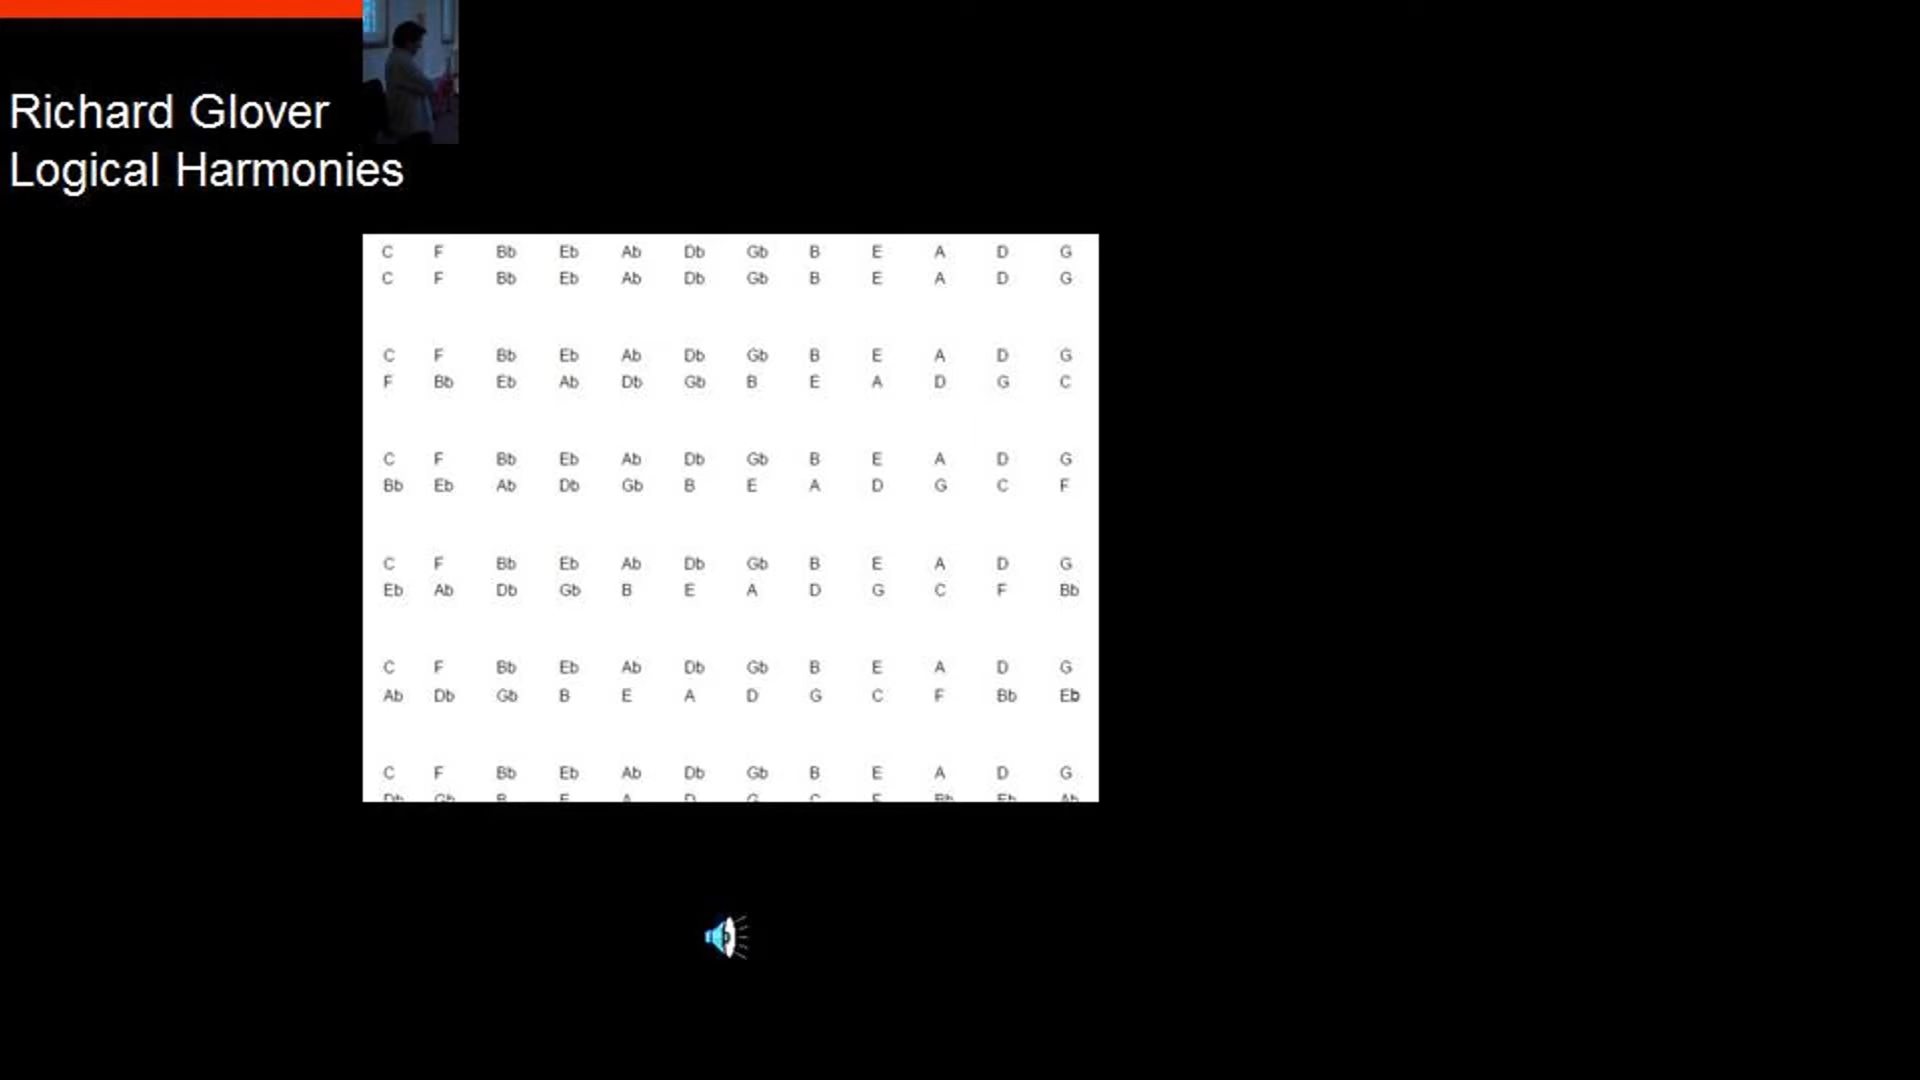 Richard Glover
Logical Harmonies
C F Bb Eb Ab Db Gb B E A D G
C F Bb Eb Ab Db Gb B E A D G
C F Bb Eb Ab Db Gb B E A D G
F Bb Eb Ab Db Gb B E A D G C
C F Bb Eb Ab Db Gb B E A D G
Bb Eb Ab Db Gb B E A D G C F
C F Bb Eb Ab Db Gb B E A D G
Eb Ab Db Gb B E A D G C F Bb
C F Bb Eb Ab Db Gb B E A D G
Ab Db Gb B E A D G C F Bb Eb
C F Bb Eb Ab Db Gb B E A D G